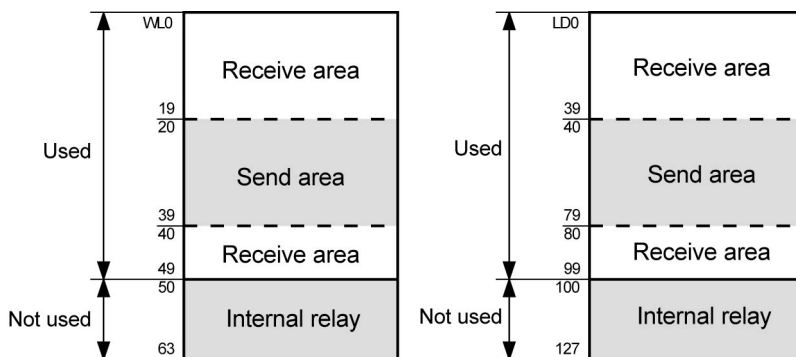 WL0
Receive area
19
20
Used
Send area
39
40
Receive area
49
50
Not used
Internal relay
63
LD0
Receive area
39
40
Used
Send area
79
80
Receive area
99
100
Not used
Internal relay
127